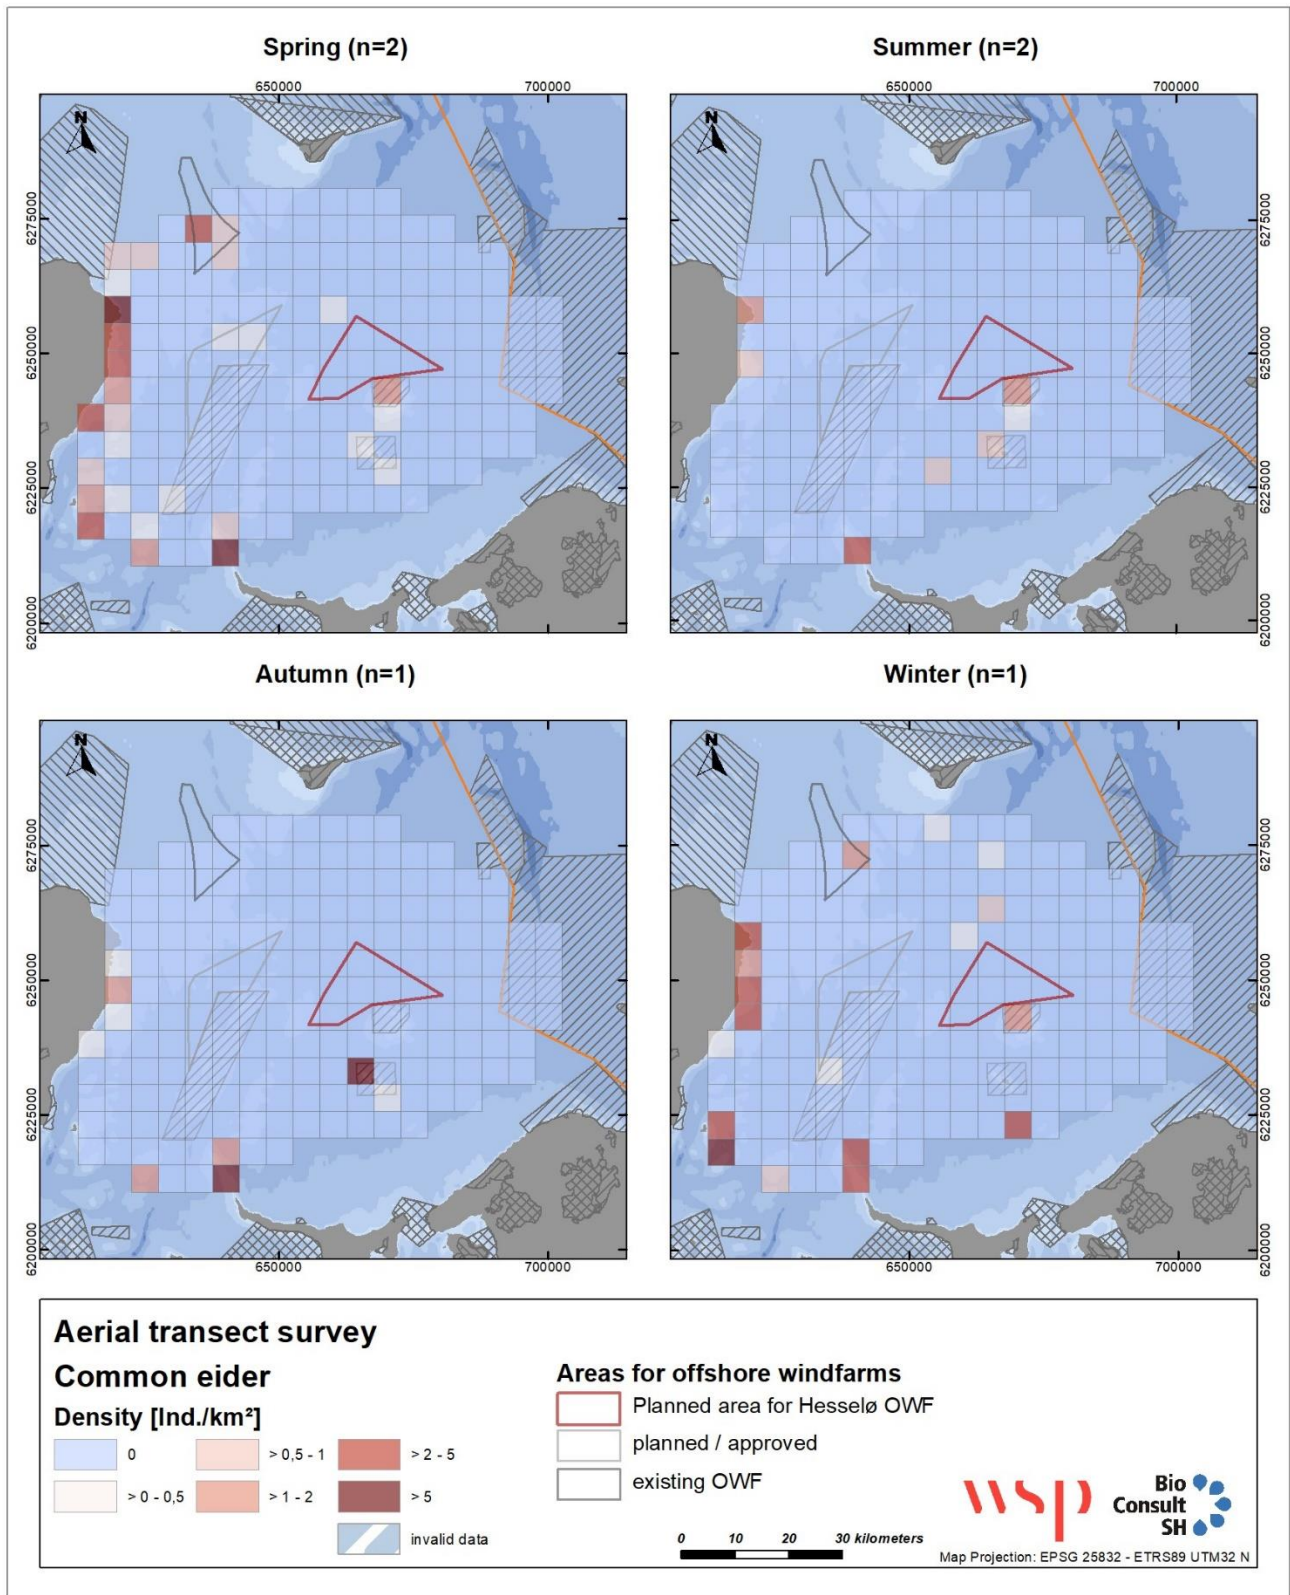 Spring (n=2)
Summer (n=2)
650000
700000
650000
700000
N
N
6275000
6250000
6225000
6200000
6275000
6250000
6225000
6200000
Autumn (n=1)
Winter (n=1)
N
N
6275000
6250000
6225000
6200000
6275000
6250000
6225000
6200000
650000
700000
650000
700000
Aerial transect survey
Common eider
Density [Ind./km²]
0
> 0,5 - 1
> 2 - 5
> 0 - 0,5
> 1 - 2
> 5
invalid data
Areas for offshore windfarms
Planned area for Hesselø OWF
planned / approved
existing OWF
0 10 20 30 kilometers
wsp
Bio
Consult
SH
Map Projection: EPSG 25832 - ETRS89 UTM32 N